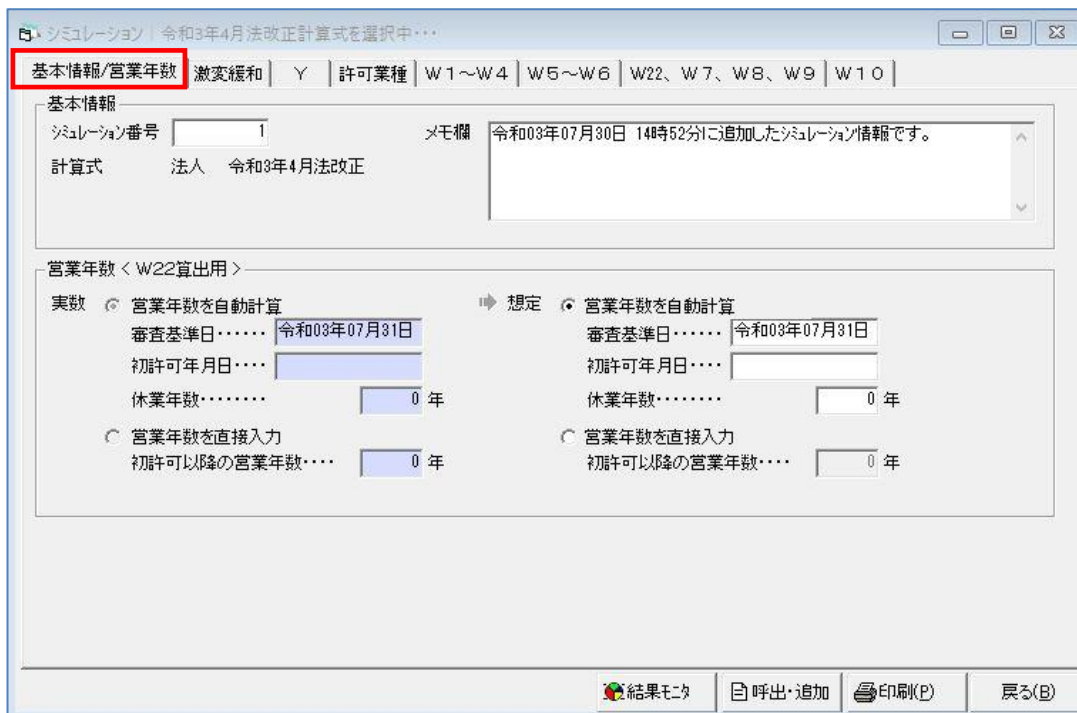 シミュレーション | 令和3年4月法改正計算式を選択中・・・
基本情報/営業年数 激変緩和 Y 許可業種 W1～W4 W5～W6 W22、W7、W8、W9 W10
基本情報
シミュレーション番号 1 メモ欄 令和03年07月30日 14時52分に追加したシミュレーション情報です。
計算式 法人 令和3年4月法改正
営業年数＜W22算出用＞
実数 営業年数を自動計算 想定 営業年数を自動計算
審査基準日・・・・・・ 令和03年07月31日 審査基準日・・・・・・ 令和03年07月31日
初許可年月日・・・・ 初許可年月日・・・・
休業年数・・・・・・・・ 0 年 休業年数・・・・・・・・ 0 年
営業年数を直接入力 営業年数を直接入力
初許可以降の営業年数・・・・ 0 年 初許可以降の営業年数・・・・ 0 年
結果モニタ 呼出・追加 印刷(P) 戻る(B)